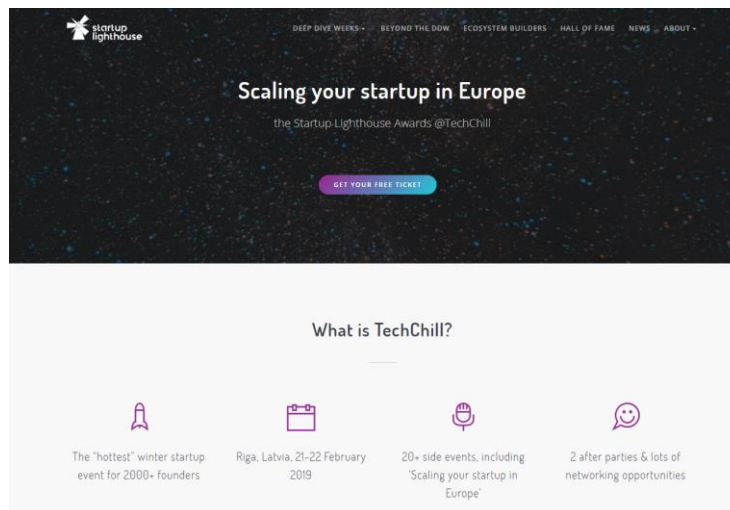 startup
lighthouse
DEEP DIVE WEEKS BEYOND THE DDW ECOSYSTEM BUILDERS HALL OF FAME NEWS ABOUT
Scaling your startup in Europe
the Startup Lighthouse Awards @TechChill
GET YOUR FREE TICKET
What is TechChill?
The "hottest" winter startup
event for 2000+ founders
Riga, Latvia, 21-22 February
2019
20+ side events, including
'Scaling your startup in
Europe'
2 after parties & lots of
networking opportunities